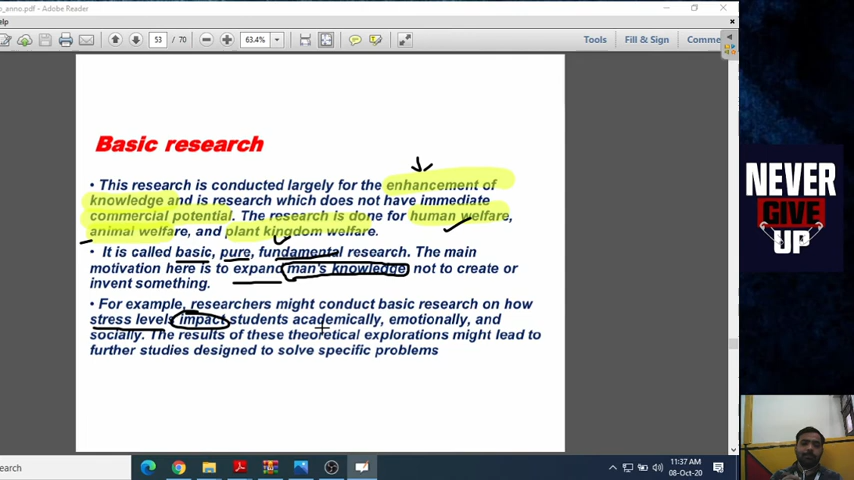 o_anno.pdf - Adobe Reader
elp
53 / 70
63.4%
Tools
Fill & Sign
Comme
Basic research
• This research is conducted largely for the enhancement of
knowledge and is research which does not have immediate
commercial potential. The research is done for human welfare,
animal welfare, and plant kingdom welfare.
• It is called basic, pure, fundamental research. The main
motivation here is to expand man's knowledge, not to create or
invent something.
• For example, researchers might conduct basic research on how
stress levels impact students academically, emotionally, and
socially. The results of these theoretical explorations might lead to
further studies designed to solve specific problems
NEVER
GIVE
UP
earch
11:37 AM
08-Oct-20